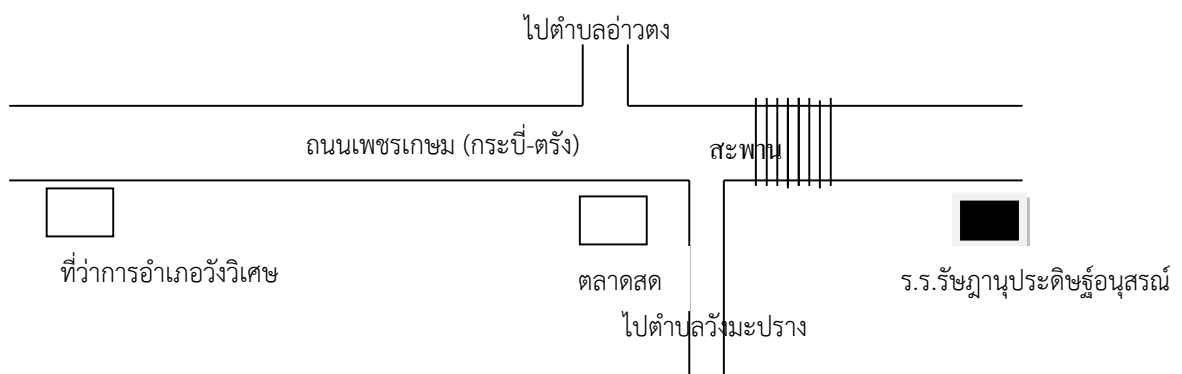 ไปตำบลอ่าวตง
ถนนเพชรเกษม (กระบี่-ตรัง)
สะพาน
ที่ว่าการอำเภอวังวิเศษ
ตลาดสด
ร.ร.รัษฎานุประดิษฐ์อนุสรณ์
ไปตำบลวังมะปราง